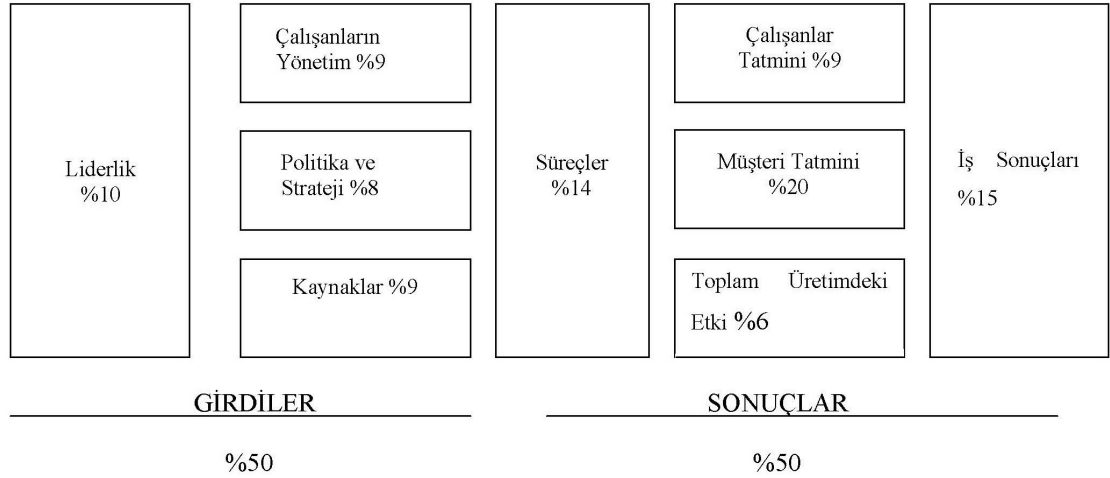 Liderlik
%10
Çalışanların
Yönetim %9
Politika ve
Strateji %8
Kaynaklar %9
Süreçler
%14
Çalışanlar
Tatmini %9
Müşteri Tatmini
%20
Toplam Üretimdeki
Etki %6
İş Sonuçları
%15
GİRDİLER
%50
SONUÇLAR
%50